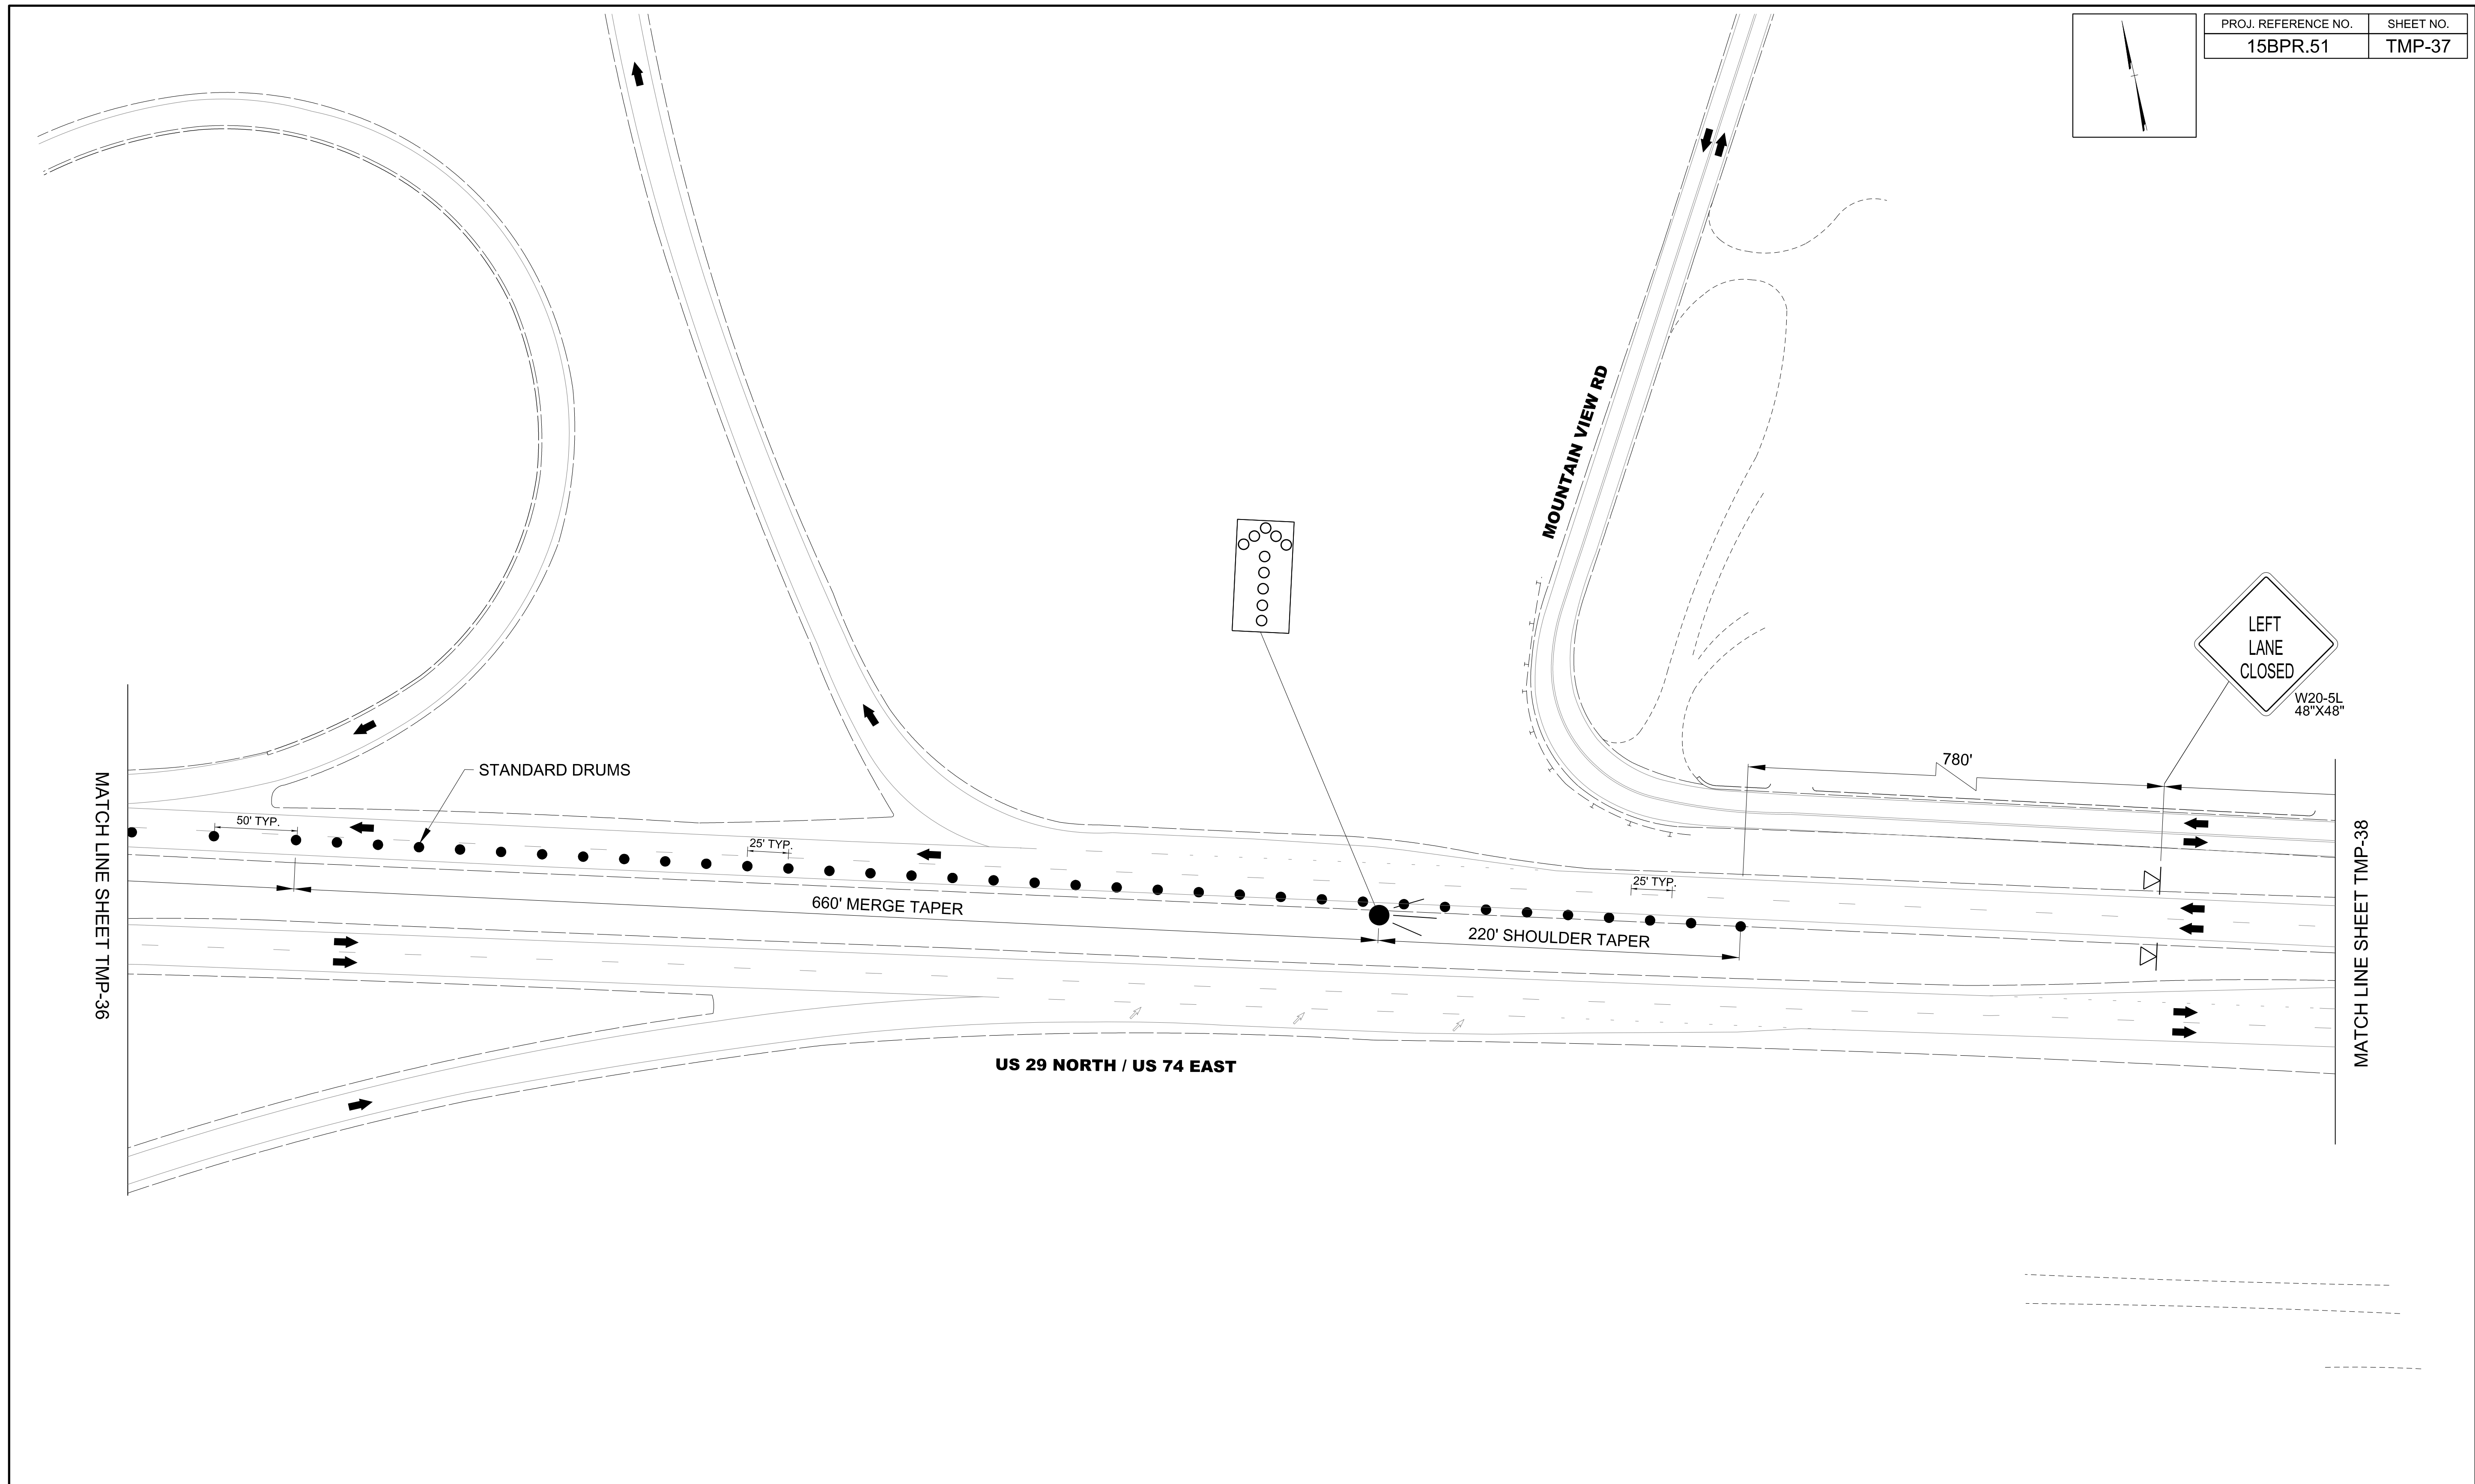 PROJ. REFERENCE NO.
SHEET NO.
15BPR.51
TMP-37
MOUNTAIN VIEW RD
LEFT
LANE
CLOSED
W20-5L
48"X48"
780'
STANDARD DRUMS
50' TYP.
25' TYP.
25' TYP.
660' MERGE TAPER
220' SHOULDER TAPER
MATCH LINE SHEET TMP-36
MATCH LINE SHEET TMP-38
US 29 NORTH / US 74 EAST